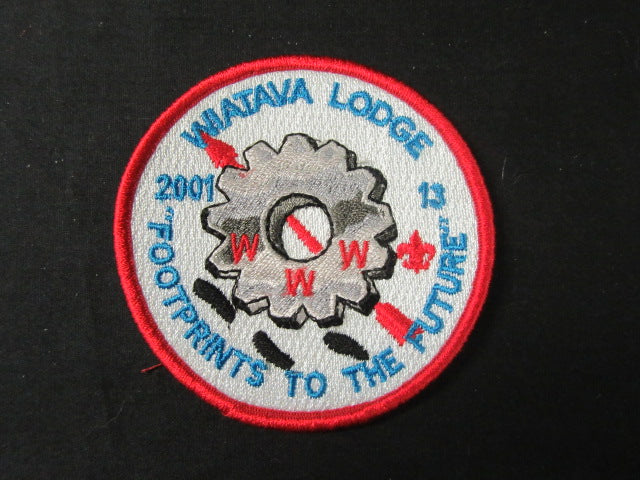 WIATAVA LODGE
2001 13
W W W
"FOOTPRINTS TO THE FUTURE"